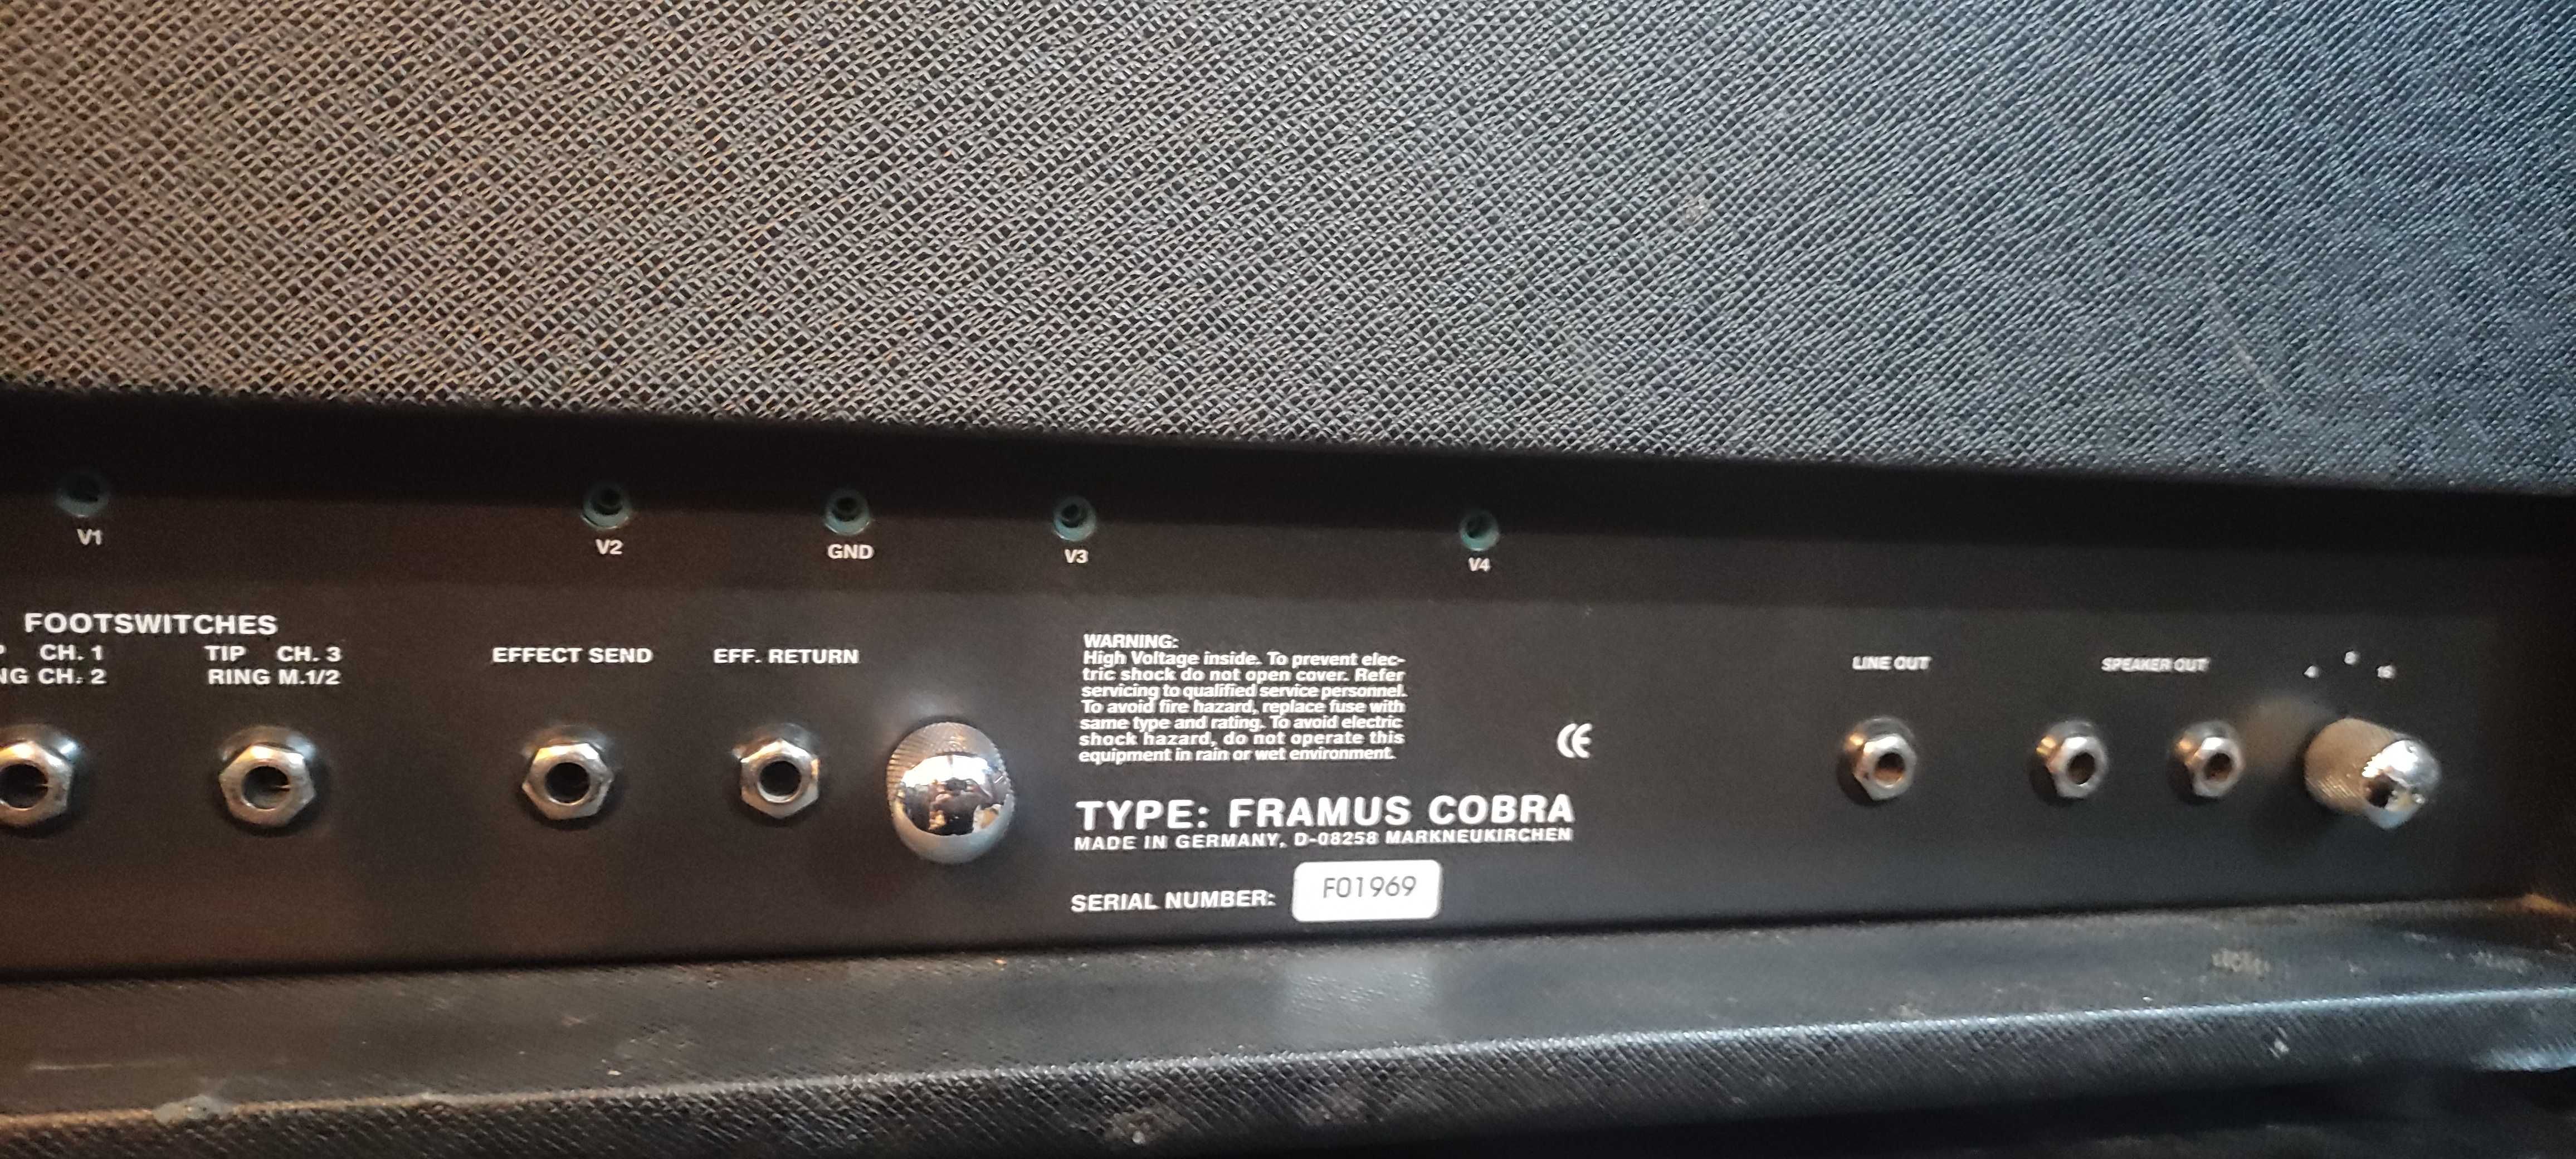 V1
V2
GND
V3
V4
FOOTSWITCHES
CH. 1
CH. 2
TIP CH. 3
RING M.1/2
EFFECT SEND
EFF. RETURN
WARNING:
High Voltage inside. To prevent elec-
tric shock do not open cover. Refer
servicing to qualified service personnel.
To avoid fire hazard, replace fuse with
same type and rating. To avoid electric
shock hazard, do not operate this
equipment in rain or wet environment.
CE
TYPE: FRAMUS COBRA
MADE IN GERMANY, D-08258 MARKNEUKIRCHEN
SERIAL NUMBER: F01969
LINE OUT
SPEAKER OUT
4 8 16